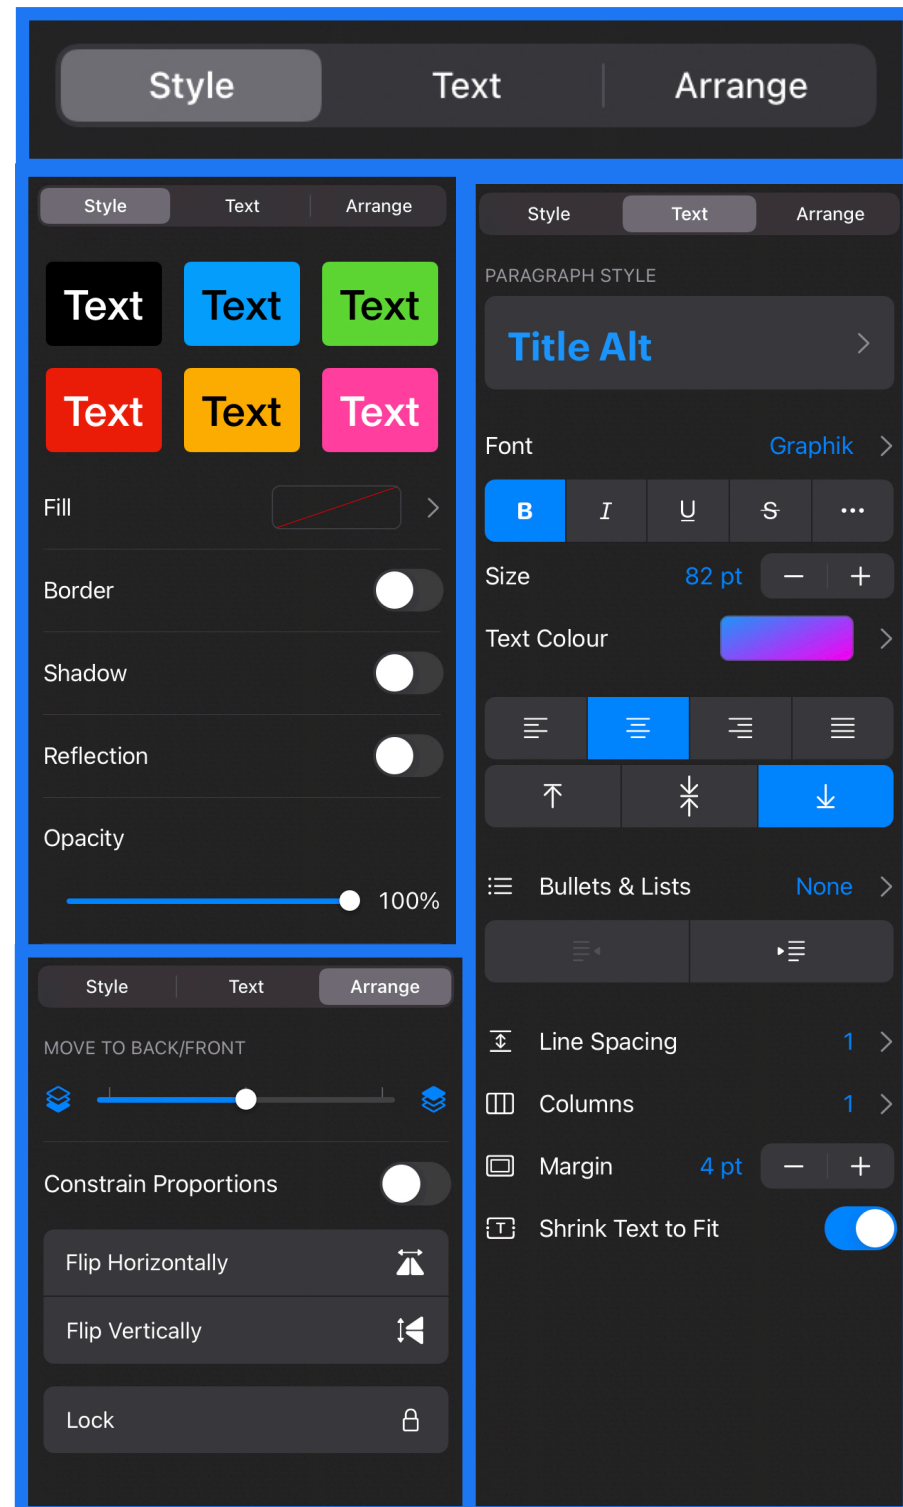 Style Text Arrange
Style Text Arrange
Text Text Text
Text Text Text
Fill
Border
Shadow
Reflection
Opacity
100%
Style Text Arrange
MOVE TO BACK/FRONT
Constrain Proportions
Flip Horizontally
Flip Vertically
Lock
Style Text Arrange
PARAGRAPH STYLE
Title Alt
Font Graphik
B I U S ...
Size 82 pt − +
Text Colour
Bullets & Lists None
Line Spacing 1
Columns 1
Margin 4 pt − +
T Shrink Text to Fit